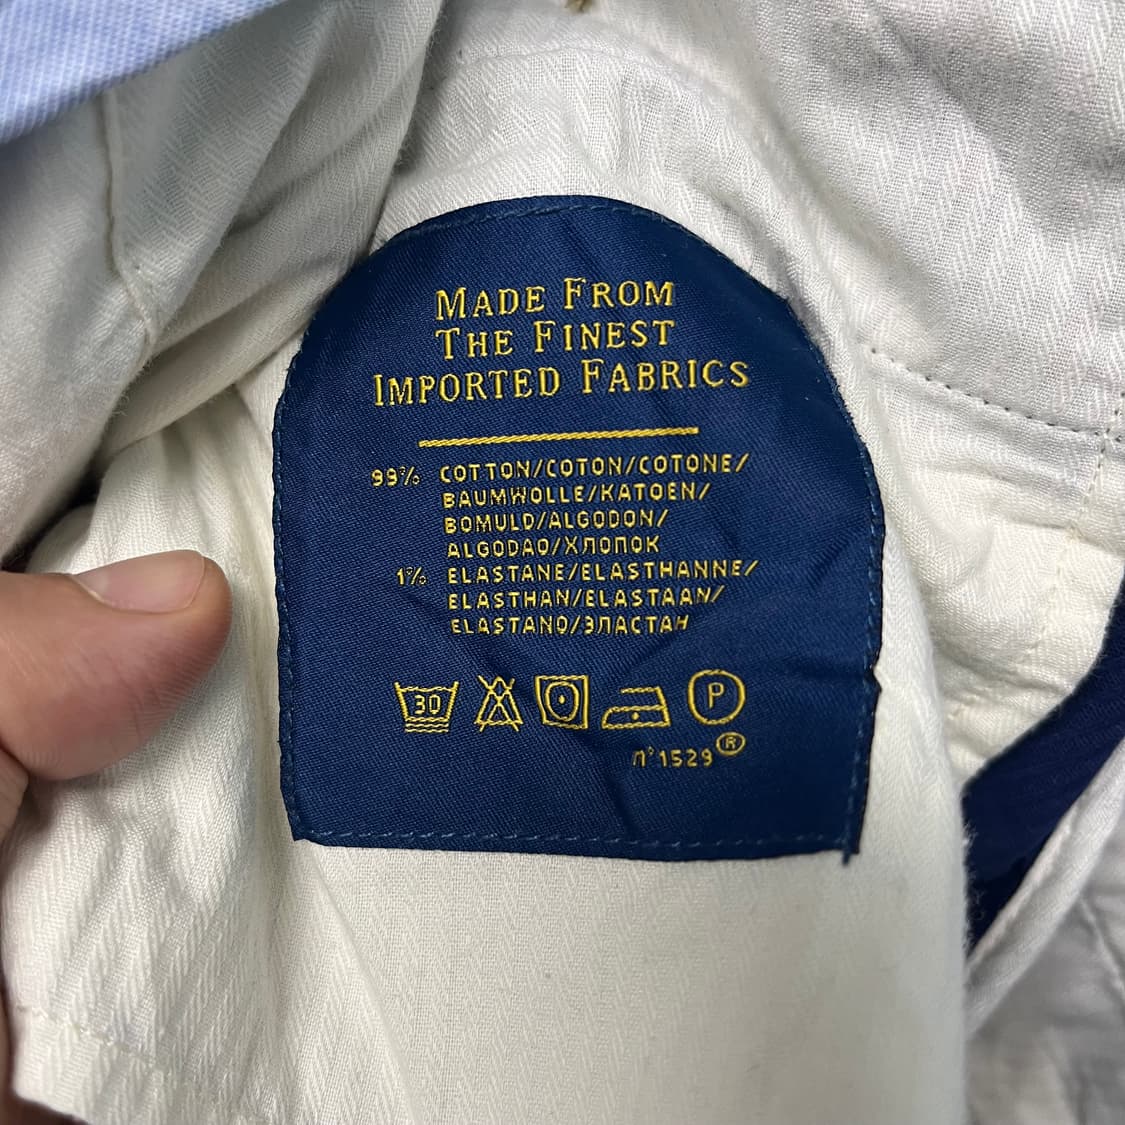 MADE FROM
THE FINEST
IMPORTED FABRICS
99% COTTON/COTON/COTONE/
BAUMWOLLE/KATOEN/
BOMULD/ALGODON/
ALGODAO/ХЛОПОК
1% ELASTANE/ELASTHANNE/
ELASTHAN/ELASTAAN/
ELASTANO/ЭЛАСТАН
30 P
n°1529®